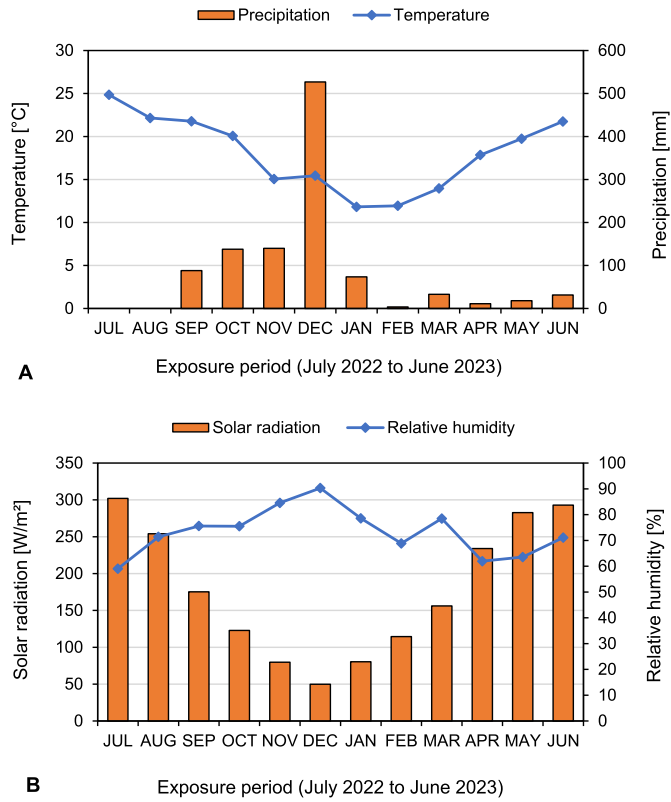 Precipitation Temperature
30 600
25 500
20 400
15 300
10 200
5 100
0 0
Temperature [°C]
Precipitation [mm]
JUL AUG SEP OCT NOV DEC JAN FEB MAR APR MAY JUN
Exposure period (July 2022 to June 2023)
A
Solar radiation Relative humidity
350 100
300 90
250 80
200 70
150 60
100 50
50 40
0 30
20
10
0
Solar radiation [W/m²]
Relative humidity [%]
JUL AUG SEP OCT NOV DEC JAN FEB MAR APR MAY JUN
B
Exposure period (July 2022 to June 2023)